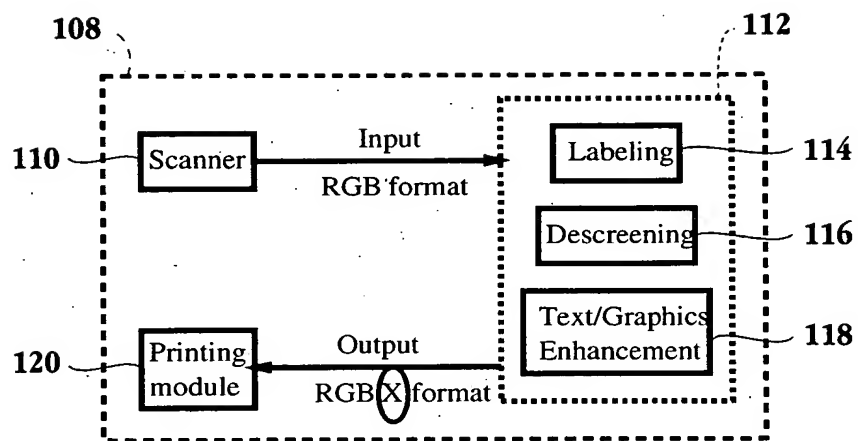 108
112
110
Scanner
Input
RGB format
Labeling
114
Descreening
116
Text/Graphics
Enhancement
118
120
Printing
module
Output
RGB X format